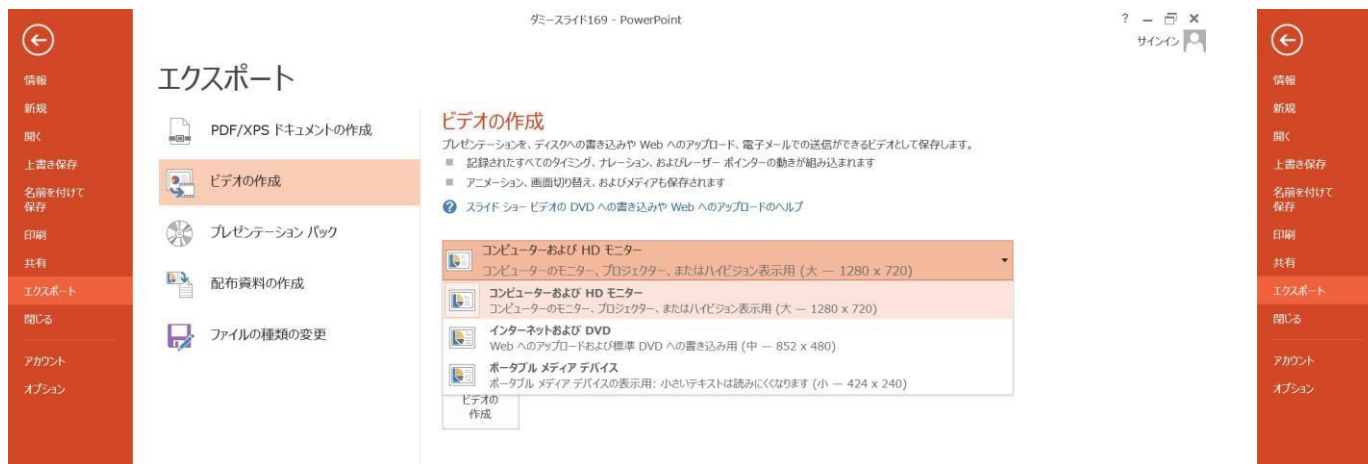 ダミースライド169 - PowerPoint
?
サインイン
情報
新規
開く
上書き保存
名前を付けて
保存
印刷
共有
エクスポート
閉じる
アカウント
オプション
エクスポート
PDF/XPS ドキュメントの作成
ビデオの作成
プレゼンテーション パック
配布資料の作成
ファイルの種類の変更
ビデオの作成
プレゼンテーションを、ディスクへの書き込みや Web へのアップロード、電子メールでの送信ができるビデオとして保存します。
記録されたすべてのタイミング、ナレーション、およびレーザー ポインターの動きが組み込まれます
アニメーション、画面切り替え、およびメディアも保存されます
スライド ショー ビデオの DVD への書き込みや Web へのアップロードのヘルプ
コンピューターおよび HD モニター
コンピューターのモニター、プロジェクター、またはハイビジョン表示用 (大 — 1280 x 720)
コンピューターおよび HD モニター
コンピューターのモニター、プロジェクター、またはハイビジョン表示用 (大 — 1280 x 720)
インターネットおよび DVD
Web へのアップロードおよび標準 DVD への書き込み用 (中 — 852 x 480)
ポータブル メディア デバイス
ポータブル メディア デバイスの表示用: 小さいテキストは読みにくくなります (小 — 424 x 240)
ビデオの
作成
情報
新規
開く
上書き保存
名前を付けて
保存
印刷
共有
エクスポート
閉じる
アカウント
オプション